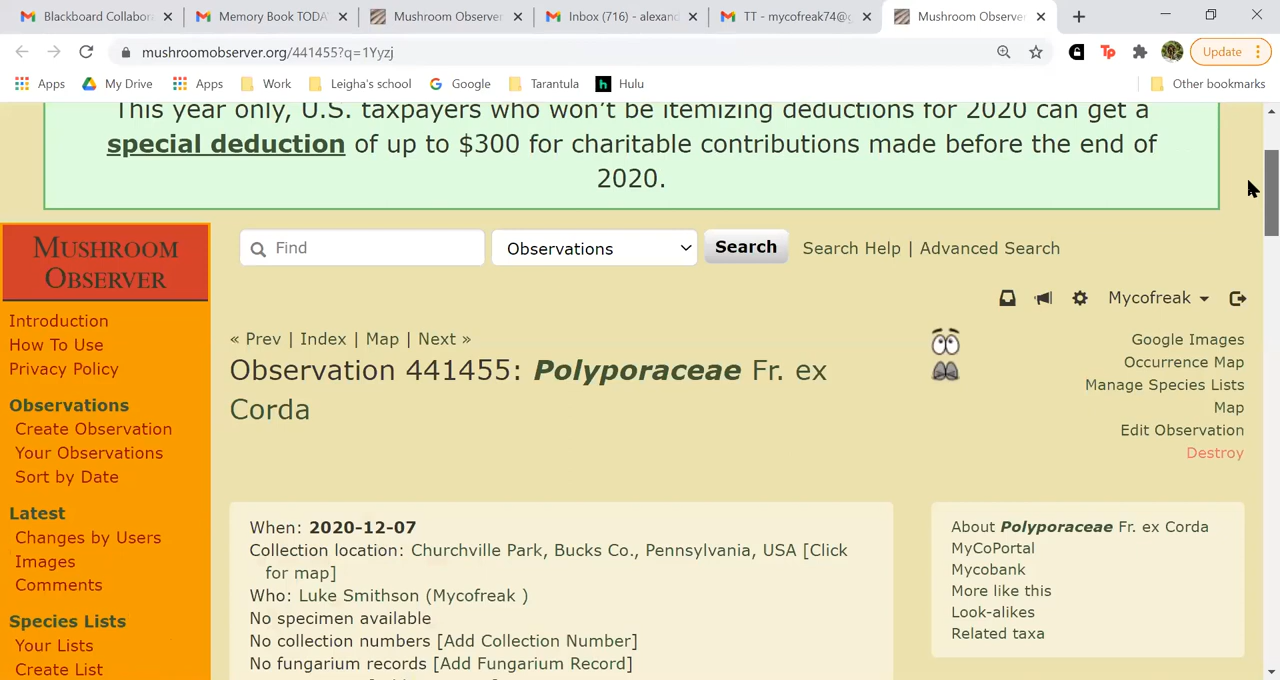 Blackboard Collabora
Memory Book TODA
Mushroom Observer
Inbox (716) - alexand
TT - mycofreak74@g
Mushroom Observe
mushroomobserver.org/441455?q=1Yyzj
Tp
Update
Apps
My Drive
Apps
Work
Leigha's school
G Google
Tarantula
h Hulu
Other bookmarks
This year only, U.S. taxpayers who won't be itemizing deductions for 2020 can get a
special deduction of up to $300 for charitable contributions made before the end of
2020.
MUSHROOM
OBSERVER
Find
Observations
Search
Search Help | Advanced Search
Mycofreak
Introduction
How To Use
Privacy Policy
Observations
Create Observation
Your Observations
Sort by Date
Latest
Changes by Users
Images
Comments
Species Lists
Your Lists
Create List
« Prev | Index | Map | Next »
Observation 441455: Polyporaceae Fr. ex
Corda
Google Images
Occurrence Map
Manage Species Lists
Map
Edit Observation
Destroy
When: 2020-12-07
Collection location: Churchville Park, Bucks Co., Pennsylvania, USA [Click
for map]
Who: Luke Smithson (Mycofreak )
No specimen available
No collection numbers [Add Collection Number]
No fungarium records [Add Fungarium Record]
About Polyporaceae Fr. ex Corda
MyCoPortal
Mycobank
More like this
Look-alikes
Related taxa